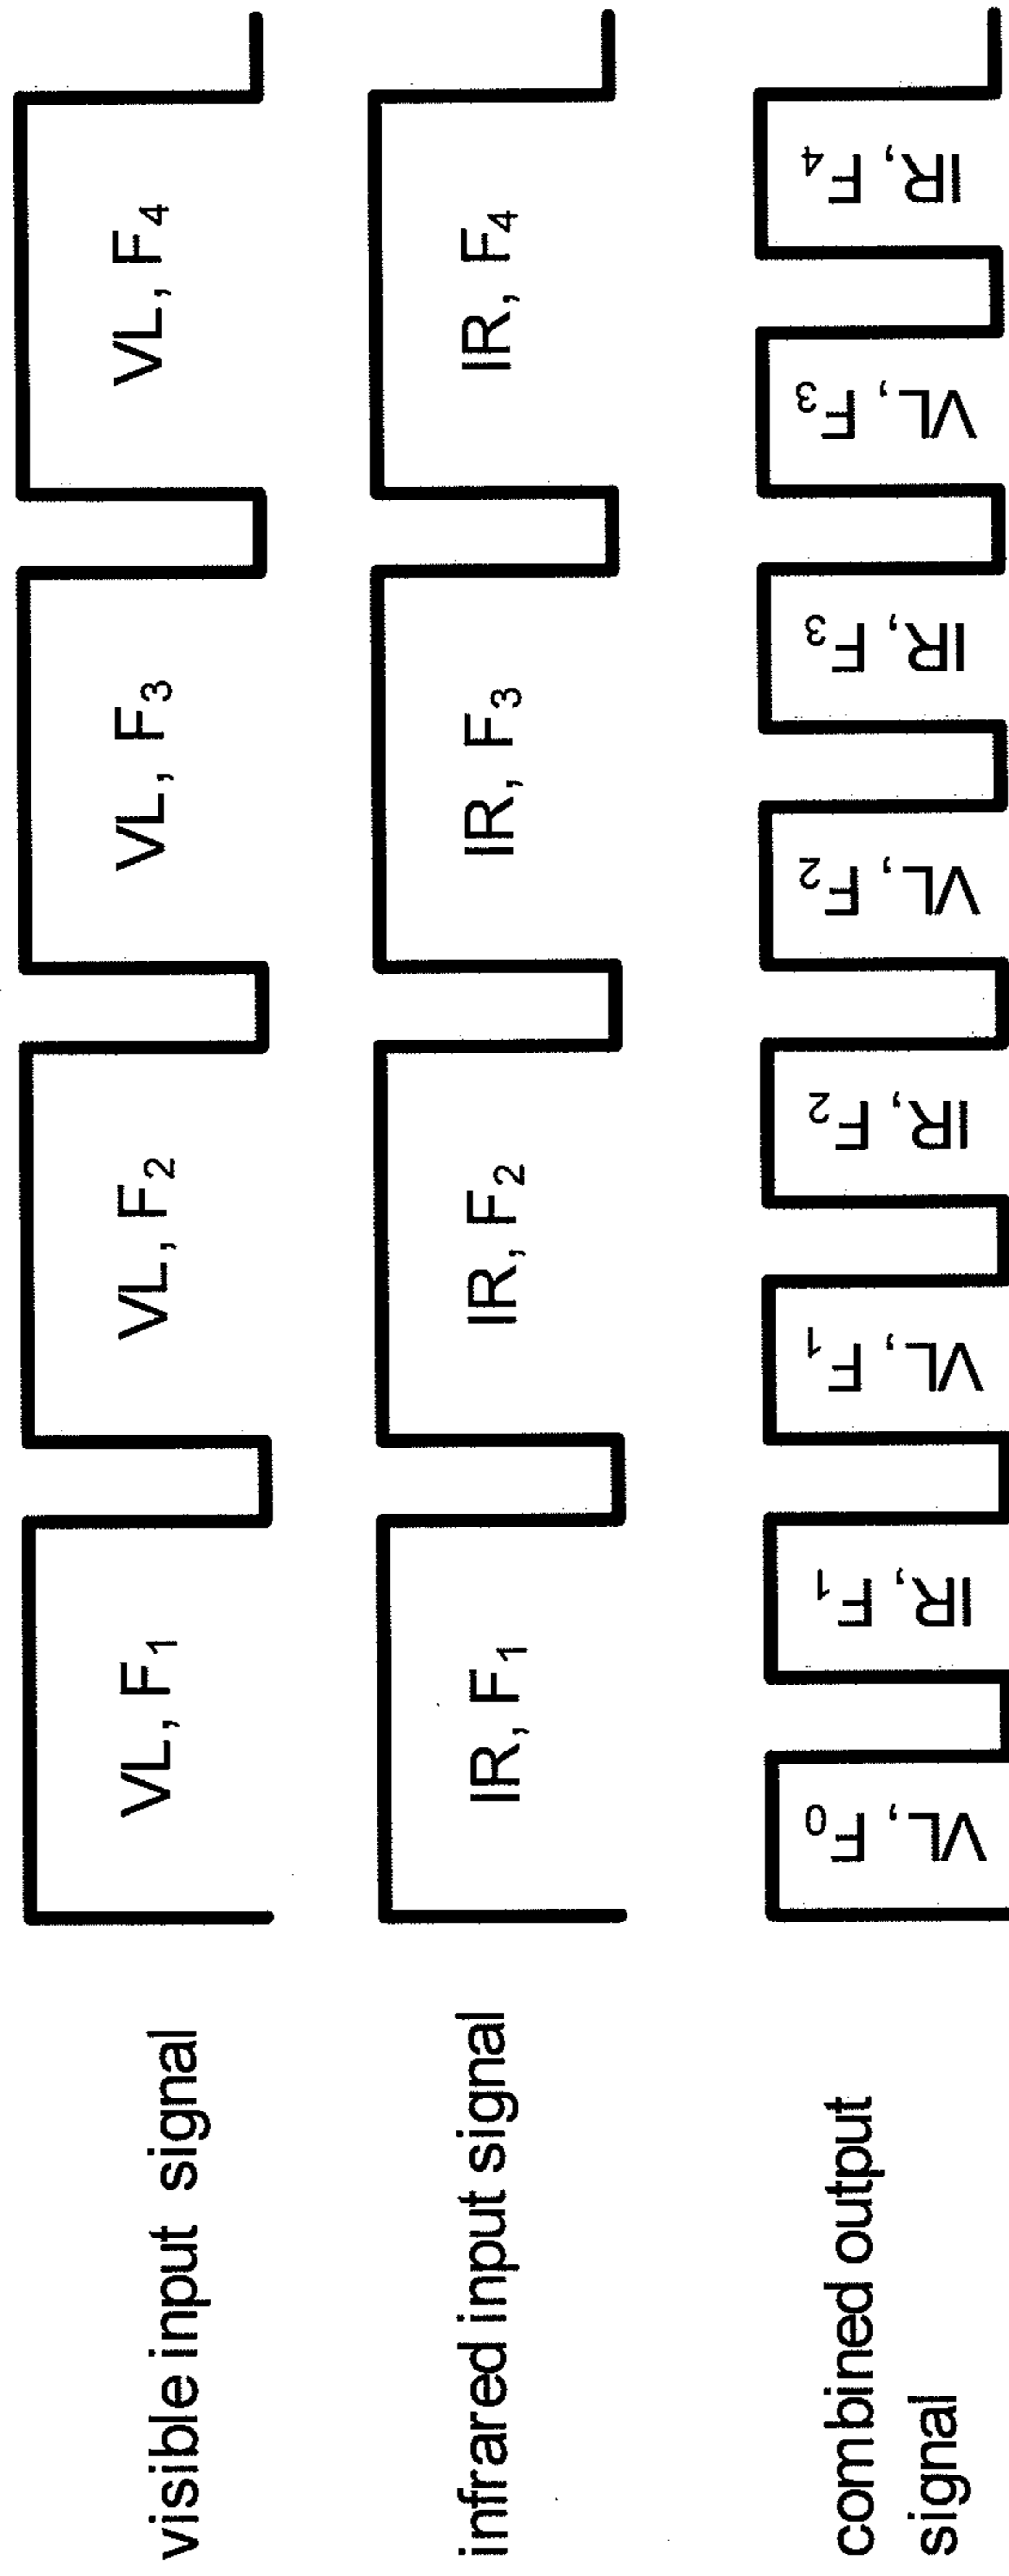 visible input signal
VL, F1
VL, F2
VL, F3
VL, F4
infrared input signal
IR, F1
IR, F2
IR, F3
IR, F4
combined output
signal
VL, F0
IR, F1
VL, F1
IR, F2
VL, F2
IR, F3
VL, F3
IR, F4